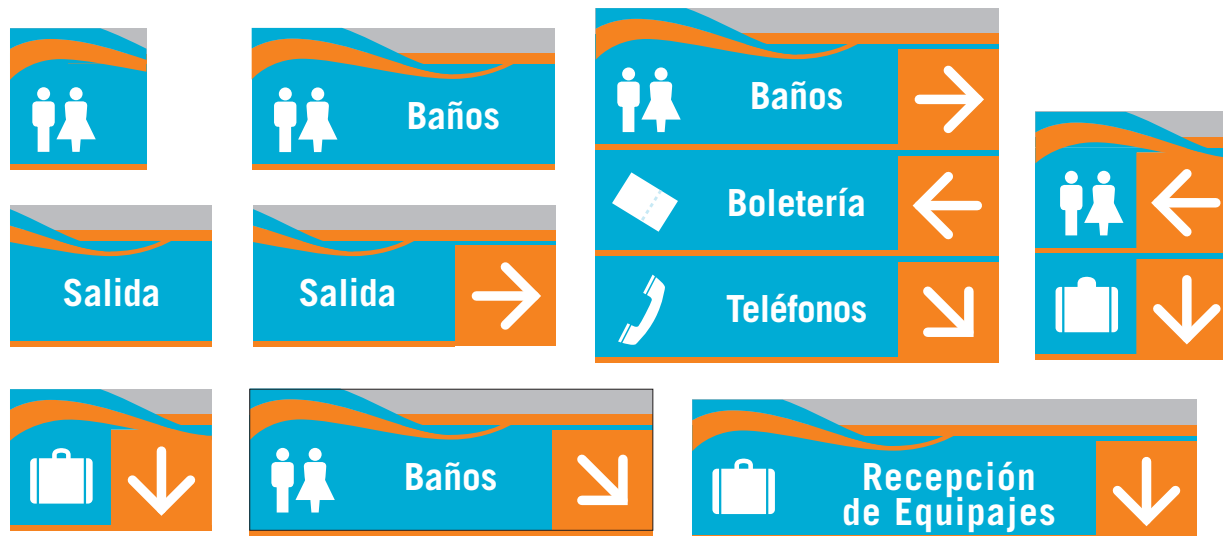 Baños
Baños
Boletería
Teléfonos
Salida
Salida
Baños
Recepción
de Equipajes